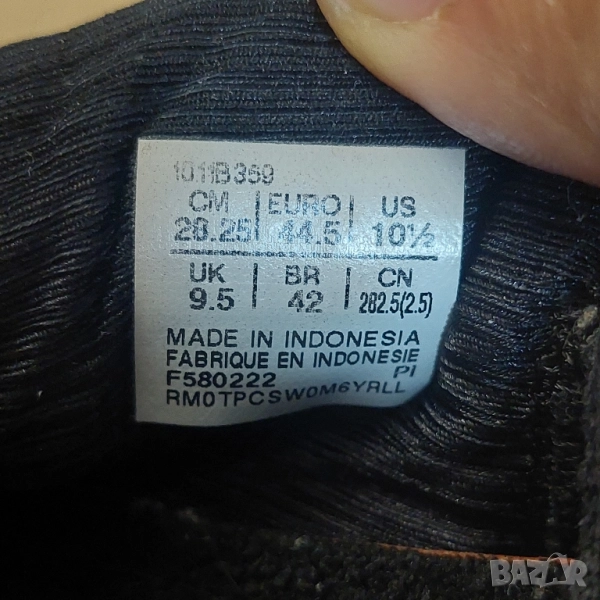 1011B359
CM | EURO | US
28.25 | 44.5 | 10½
UK | BR | CN
9.5 | 42 | 282.5(2.5)
MADE IN INDONESIA
FABRIQUE EN INDONESIE
F580222 PI
RM0TPCSW0M6YRLL
BAZAR